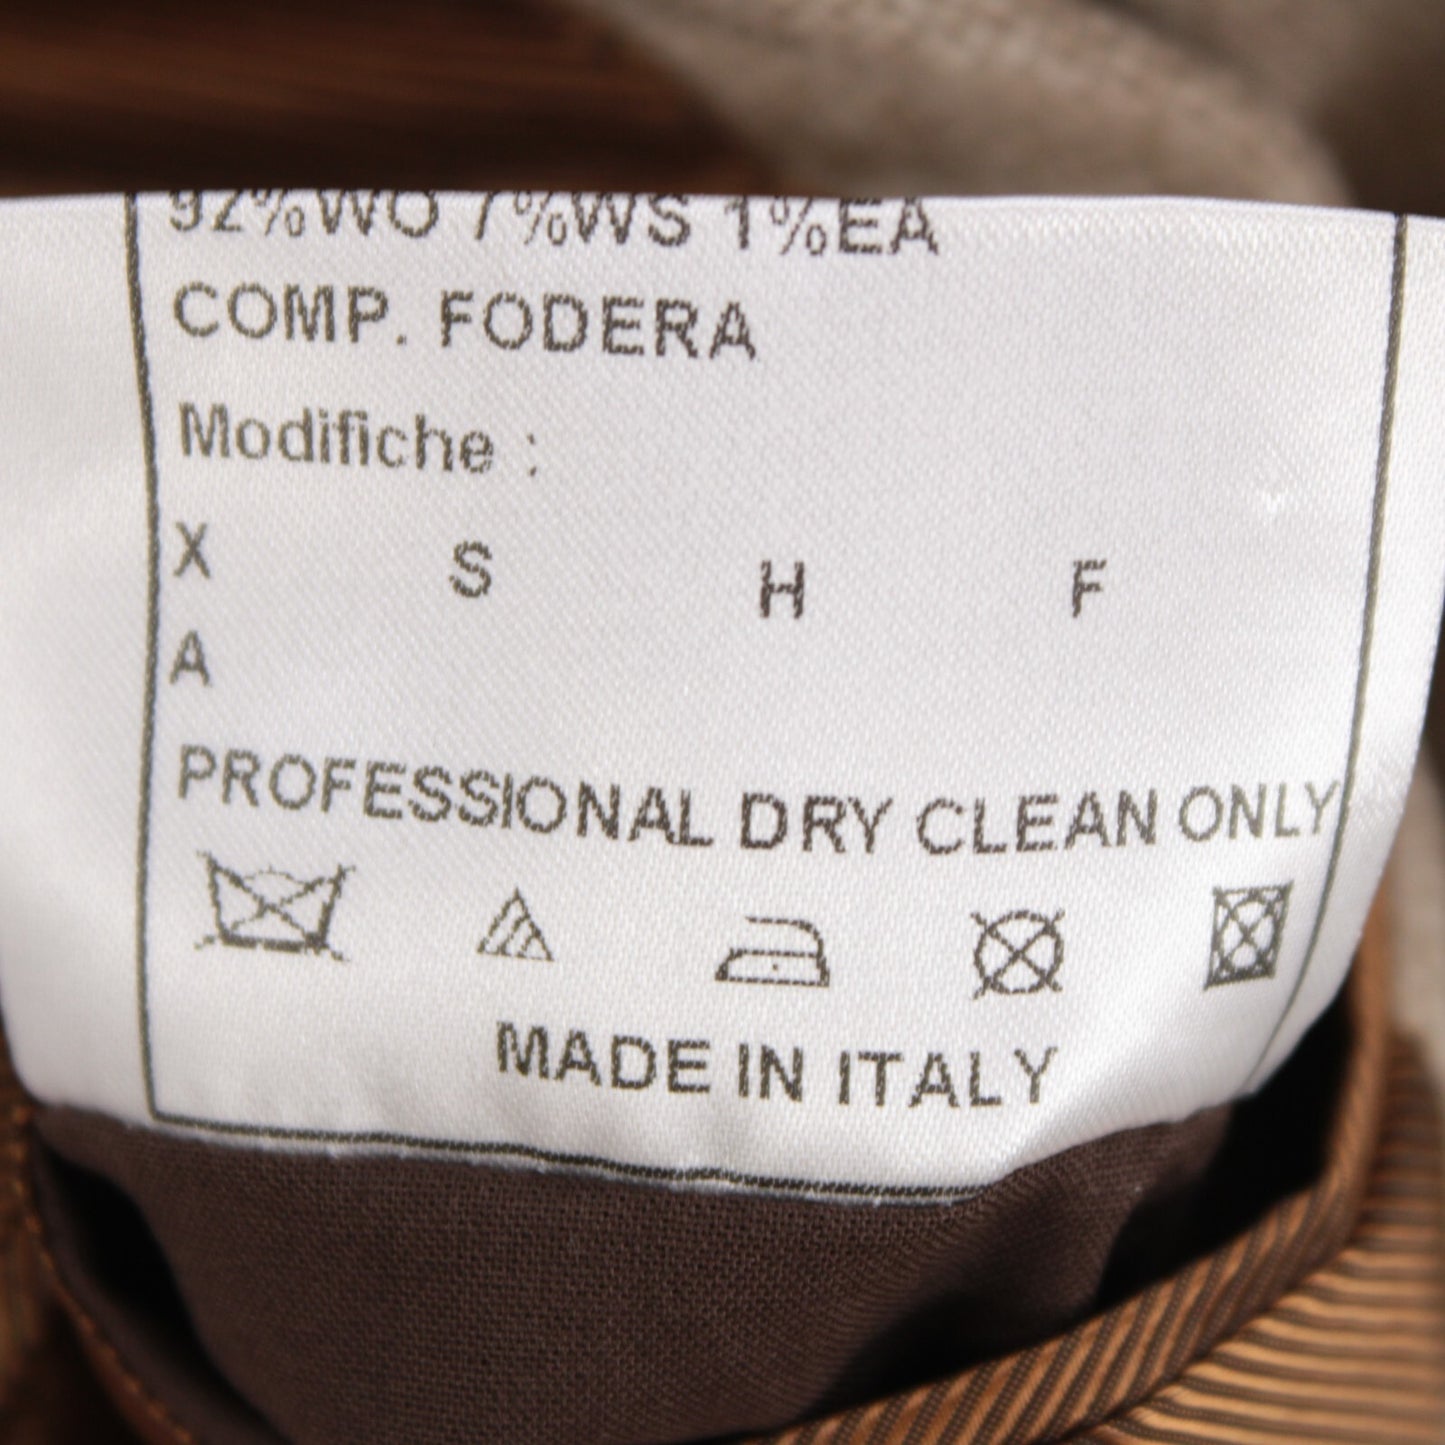 92%WO 7%WS 1%EA
COMP. FODERA
Modifiche :
X S H F
A
PROFESSIONAL DRY CLEAN ONLY
MADE IN ITALY